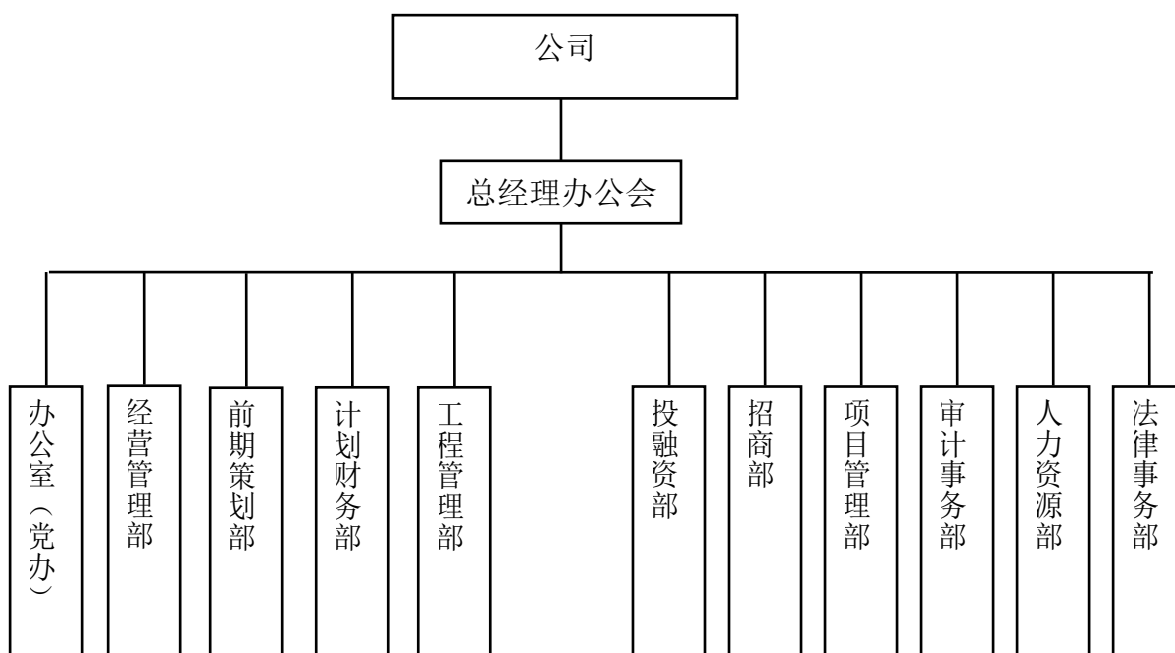 公司
总经理办公会
办公室（党办）
经营管理部
前期策划部
计划财务部
工程管理部
投融资部
招商部
项目管理部
审计事务部
人力资源部
法律事务部